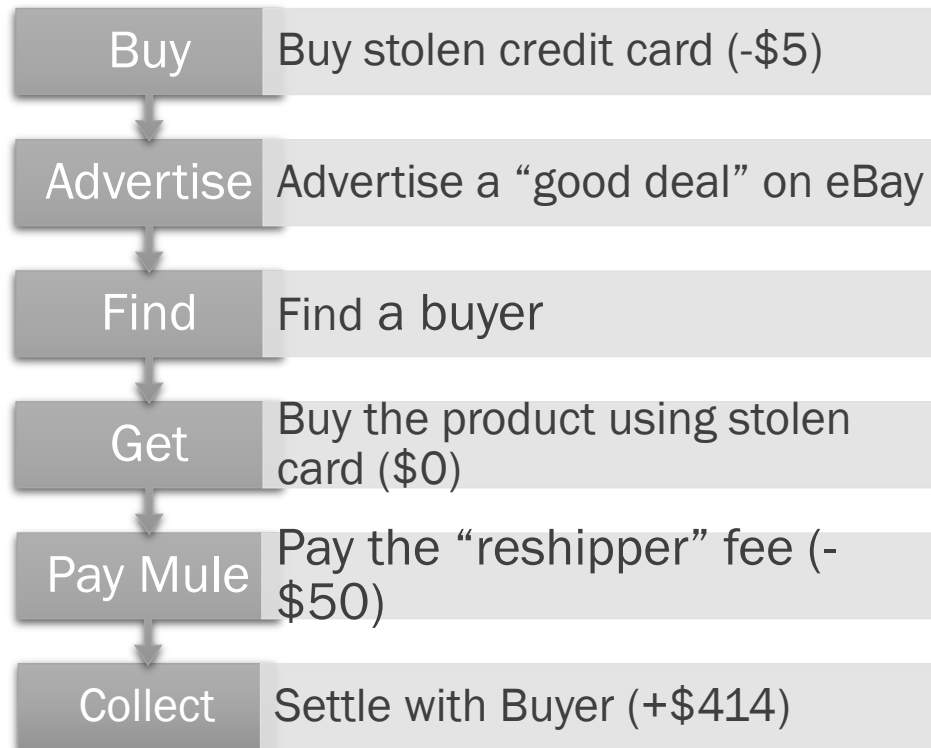 Buy
Buy stolen credit card (-$5)
Advertise
Advertise a “good deal” on eBay
Find
Find a buyer
Get
Buy the product using stolen
card ($0)
Pay Mule
Pay the “reshipper” fee (-
$50)
Collect
Settle with Buyer (+$414)